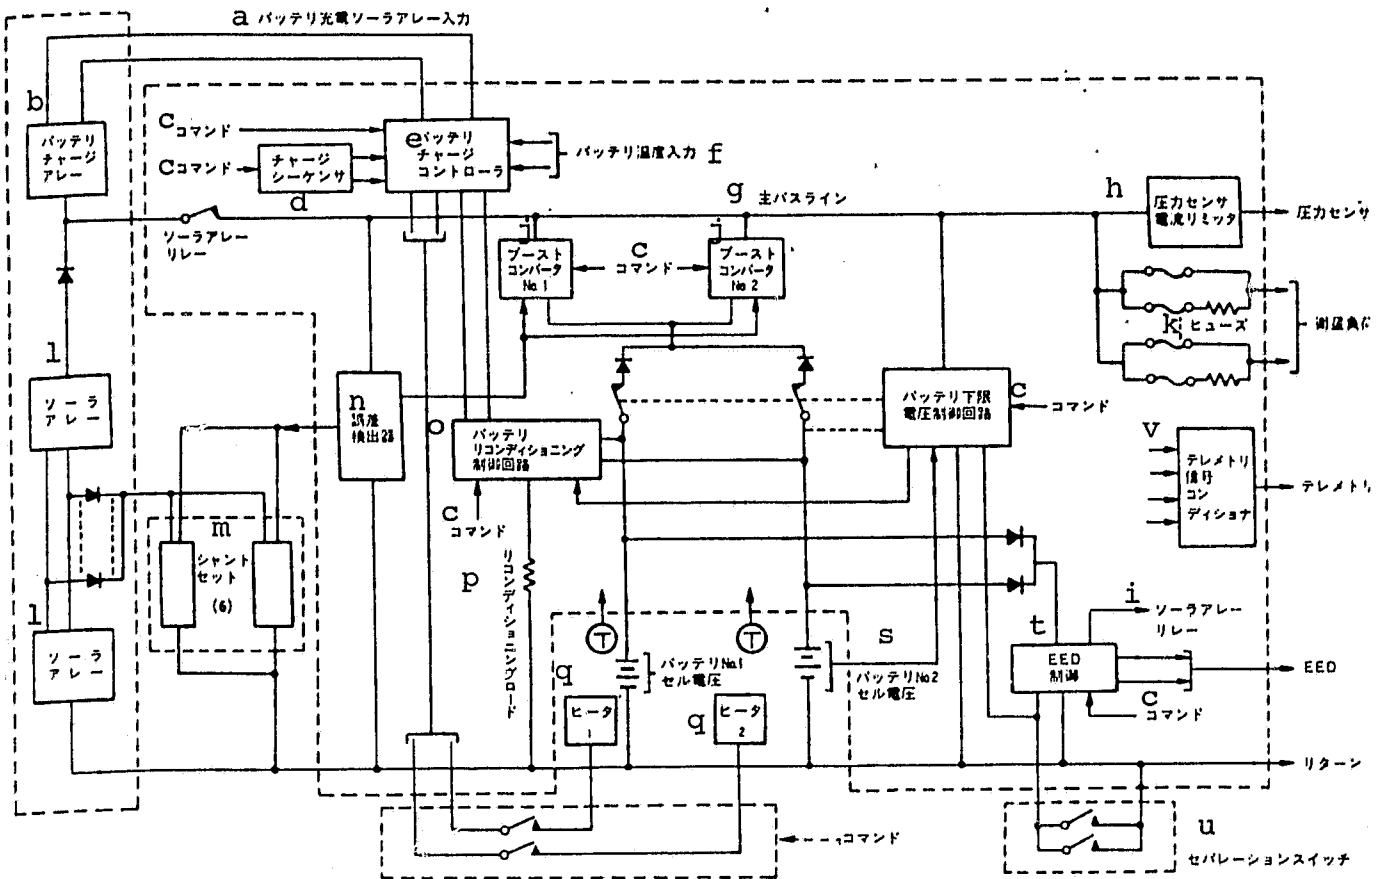 a バッテリ光電ソーラアレー入力
b
バッテリ
チャージ
アレー
c コマンド
c コマンド
チャージ
シーケンサ
d
e バッテリ
チャージ
コントローラ
バッテリ温度入力 f
g 主バスライン
h
圧力センサ
電流リミッタ
圧力センサ
ソーラアレー
リレー
j
ブースト
コンバータ
No.1
c
コマンド
j
ブースト
コンバータ
No 2
k ヒューズ
l
ソーラ
アレー
n
誤差
検出器
o
バッテリ
リコンディショニング
制御回路
c
コマンド
バッテリ下限
電圧制御回路
c
コマンド
v
テレメトリ
信号
コン
ディショナ
テレメトリ
m
シャント
セット
(6)
p
リコンディショニングロード
l
ソーラ
アレー
T
T
バッテリNo.1
セル電圧
s
バッテリNo2
セル電圧
q
ヒータ
1
q
ヒータ
2
t
EED
制御
i
ソーラアレー
リレー
EED
c
コマンド
リターン
コマンド
u
セパレーションスイッチ